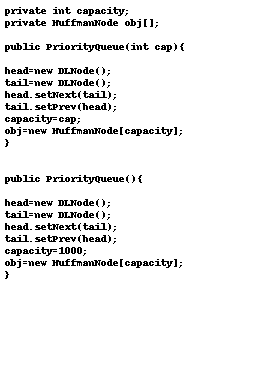 private int capacity;
private HuffmanNode obj[];
public PriorityQueue(int cap){
head=new DLNode();
tail=new DLNode();
head.setNext(tail);
tail.setPrev(head);
capacity=cap;
obj=new HuffmanNode[capacity];
}
public PriorityQueue(){
head=new DLNode();
tail=new DLNode();
head.setNext(tail);
tail.setPrev(head);
capacity=1000;
obj=new HuffmanNode[capacity];
}